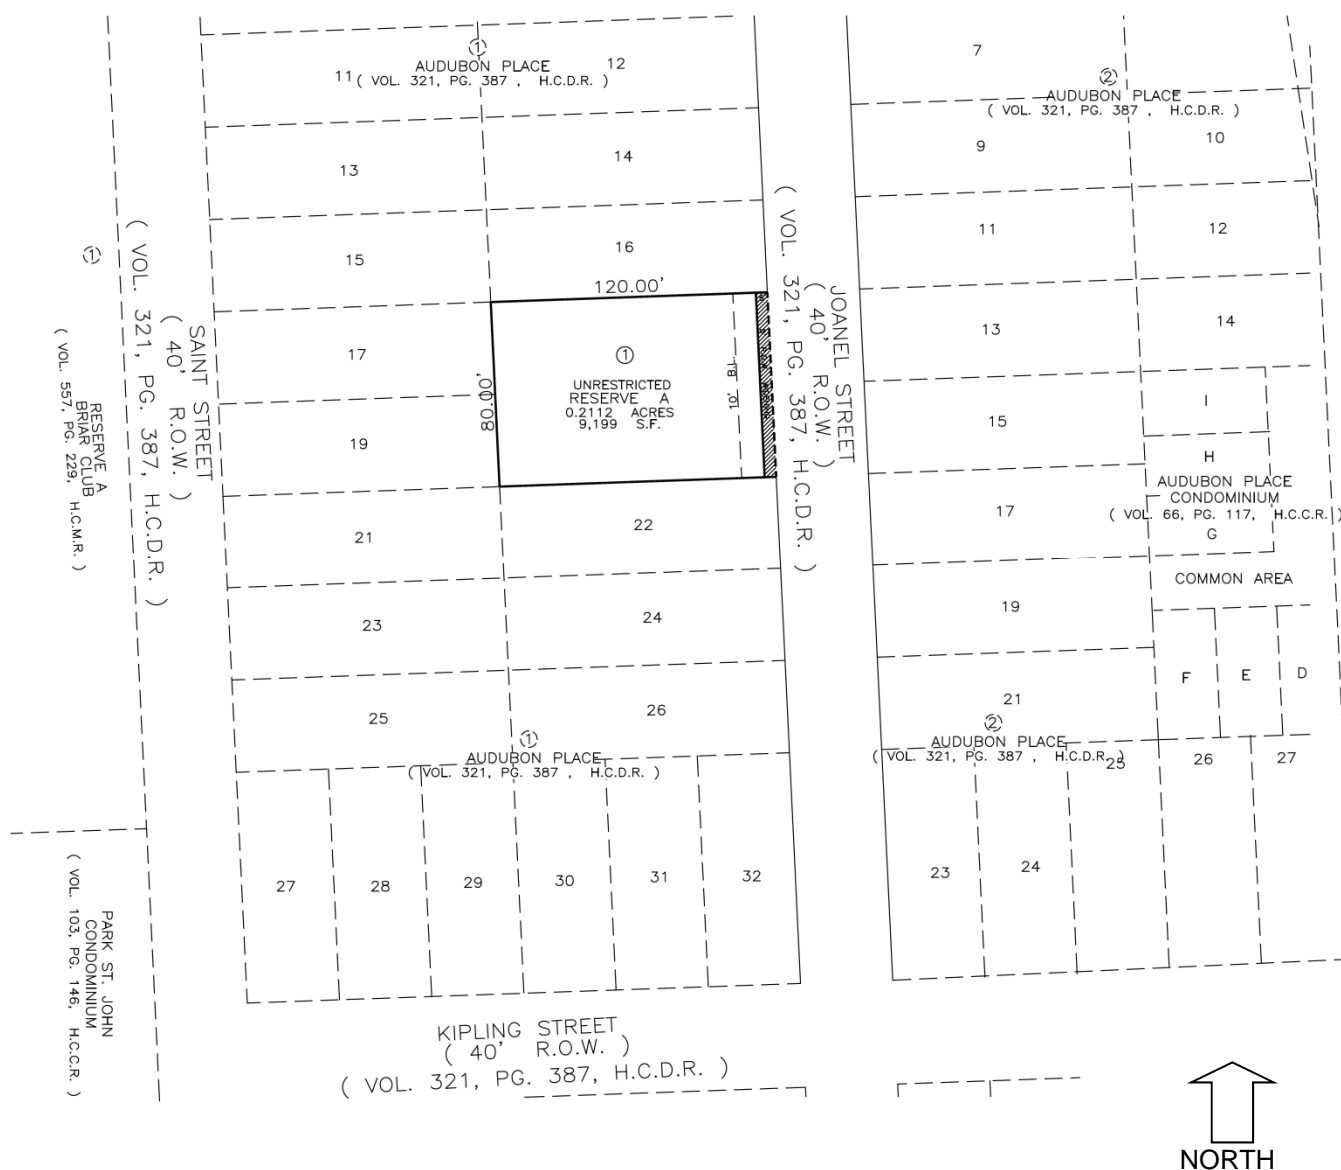 1
AUDUBON PLACE
( VOL. 321, PG. 387 , H.C.D.R. )
11
12
13
14
15
16
17
19
21
22
23
24
25
26
1
AUDUBON PLACE
( VOL. 321, PG. 387 , H.C.D.R. )
27
28
29
30
31
32
120.00'
80.00'
1
UNRESTRICTED
RESERVE A
0.2112 ACRES
9,199 S.F.
10' B.L.
7
2
AUDUBON PLACE
( VOL. 321, PG. 387 , H.C.D.R. )
9
10
11
12
13
14
15
17
19
21
I
H
AUDUBON PLACE
CONDOMINIUM
( VOL. 66, PG. 117, H.C.C.R. )
G
COMMON AREA
F
E
D
2
AUDUBON PLACE
( VOL. 321, PG. 387 , H.C.D.R. )
23
24
25
26
27
1
RESERVE A
BRIAR CLUB
( VOL. 557, PG. 229, H.C.M.R. )
SAINT STREET
( 40' R.O.W. )
( VOL. 321, PG. 387, H.C.D.R. )
JOANEL STREET
( 40' R.O.W. )
( VOL. 321, PG. 387, H.C.D.R. )
PARK ST. JOHN
CONDOMINIUM
( VOL. 103, PG. 146, H.C.C.R. )
KIPLING STREET
( 40' R.O.W. )
( VOL. 321, PG. 387, H.C.D.R. )
NORTH